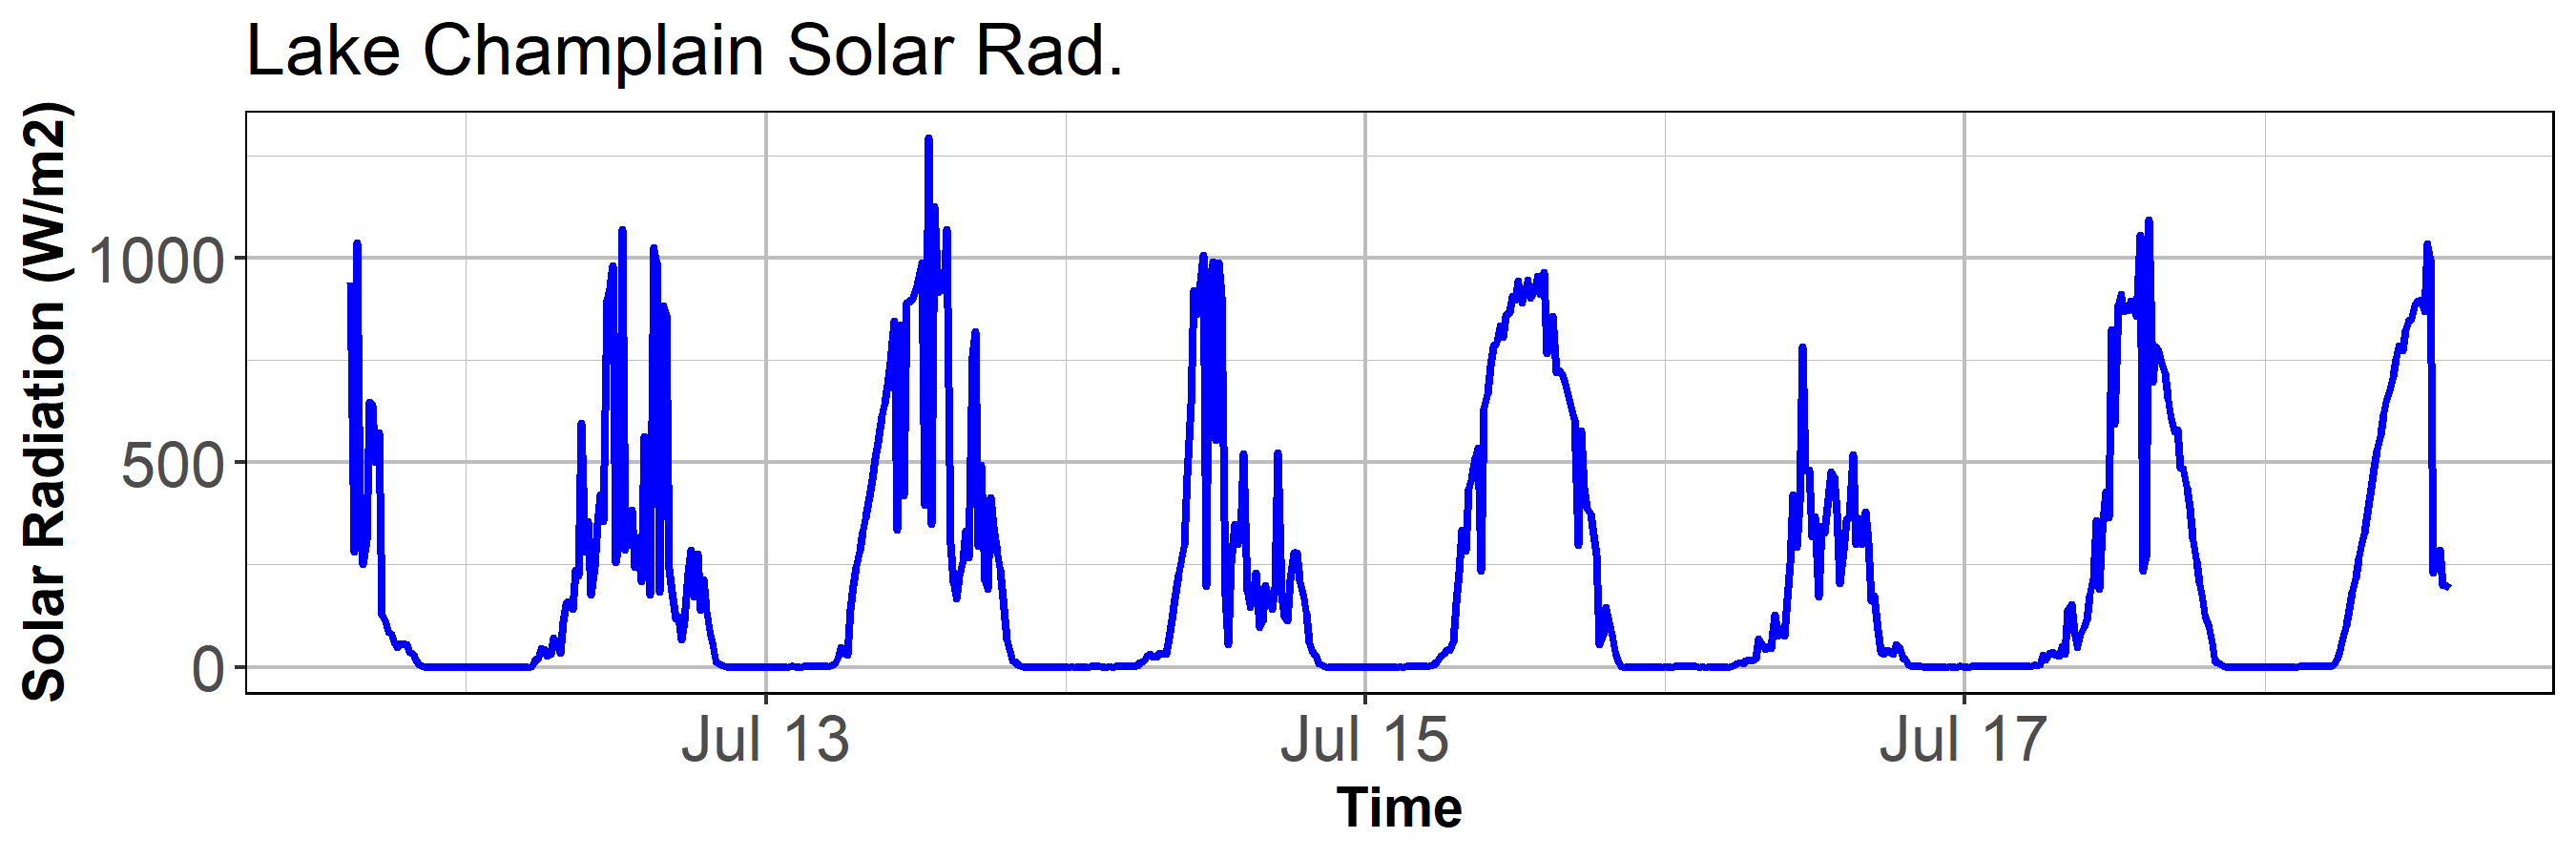 Lake Champlain Solar Rad.
Solar Radiation (W/m2)
1000
500
0
Jul 13
Jul 15
Jul 17
Time